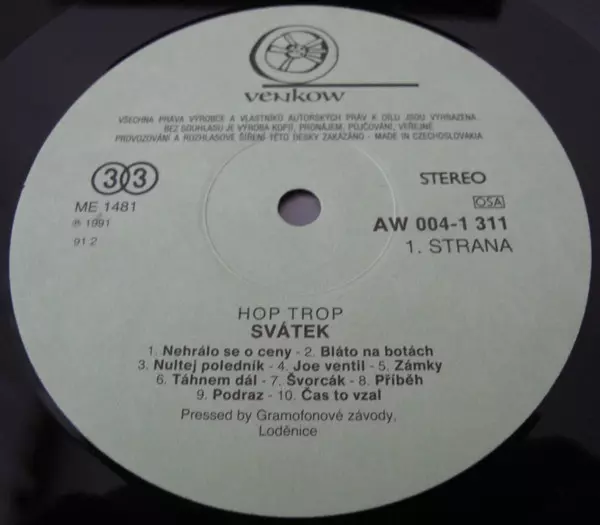 venkow
VŠECHNA PRÁVA VÝROBCE A VLASTNÍKŮ AUTORSKÝCH PRÁV K DÍLU JSOU VYHRAZENA.
BEZ SOUHLASU JE VÝROBA KOPIÍ, PRONÁJEM, PŮJČOVÁNÍ, VEŘEJNÉ
PROVOZOVÁNÍ A ROZHLASOVÉ ŠÍŘENÍ TÉTO DESKY ZAKÁZÁNO - MADE IN CZECHOSLOVAKIA
33
STEREO
ME 1481
OSA
℗ 1991
AW 004-1 311
91 2
1. STRANA
HOP TROP
SVÁTEK
1. Nehrálo se o ceny - 2. Bláto na botách
3. Nultej poledník - 4. Joe ventil - 5. Zámky
6. Táhnem dál - 7. Švorcák - 8. Příběh
9. Podraz - 10. Čas to vzal
Pressed by Gramofonové závody,
Loděnice